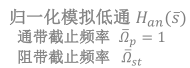 归一化模拟低通 $H_{an}(\bar{s})$
通带截止频率 $\bar{\Omega}_p = 1$
阻带截止频率 $\bar{\Omega}_{st}$